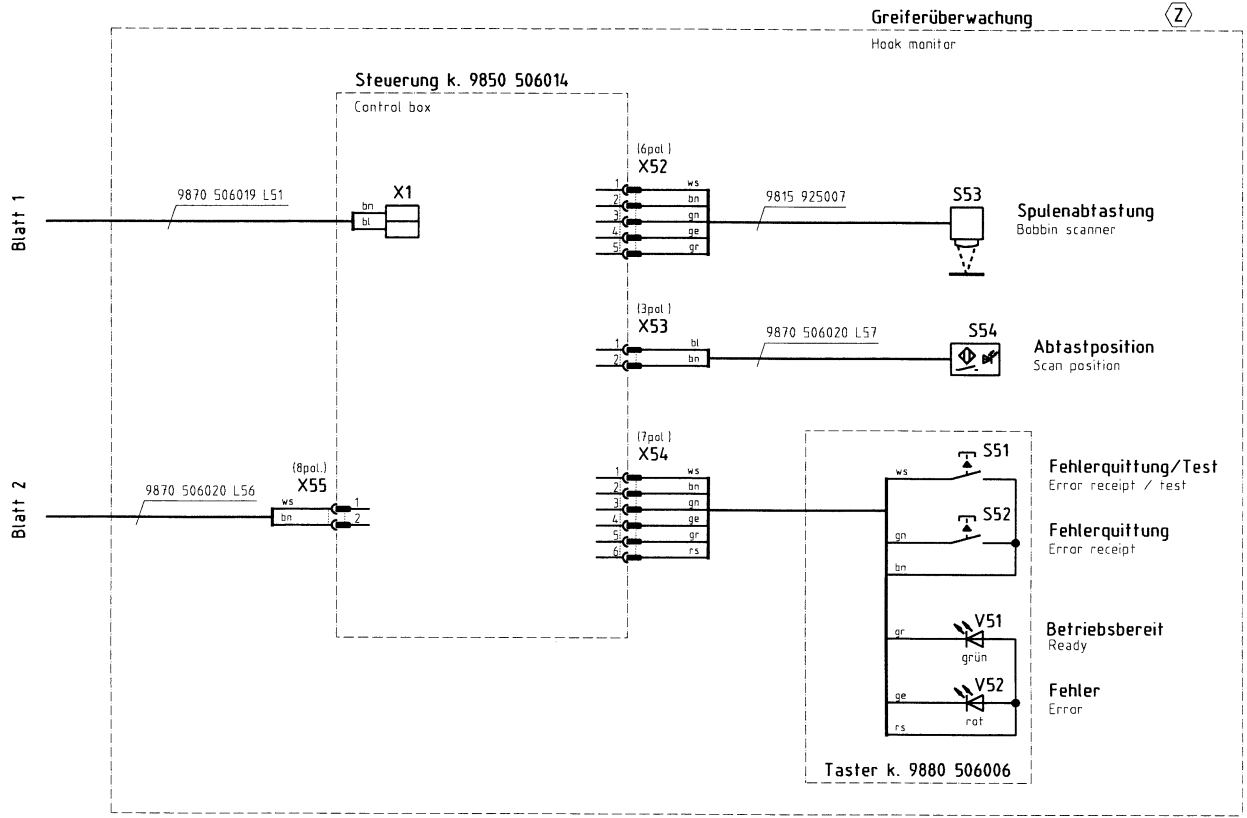 Greiferüberwachung
Z
Hook monitor
Steuerung k. 9850 506014
Control box
Blatt 1
9870 506019 L51
X1
bn
bl
(6pol.)
X52
1 ws
2 bn
3 gn
4 ge
5 gr
9815 925007
S53
Spulenabtastung
Bobbin scanner
(3pol.)
X53
1 bl
2 bn
9870 506020 L57
S54
Abtastposition
Scan position
Blatt 2
9870 506020 L56
(8pol.)
X55
ws 1
bn 2
(7pol.)
X54
1 ws
2 bn
3 gn
4 ge
5 gr
6 rs
ws
S51
Fehlerquittung/Test
Error receipt / test
gn
S52
Fehlerquittung
Error receipt
bn
gr
V51
grün
Betriebsbereit
Ready
ge
V52
rot
Fehler
Error
rs
Taster k. 9880 506006